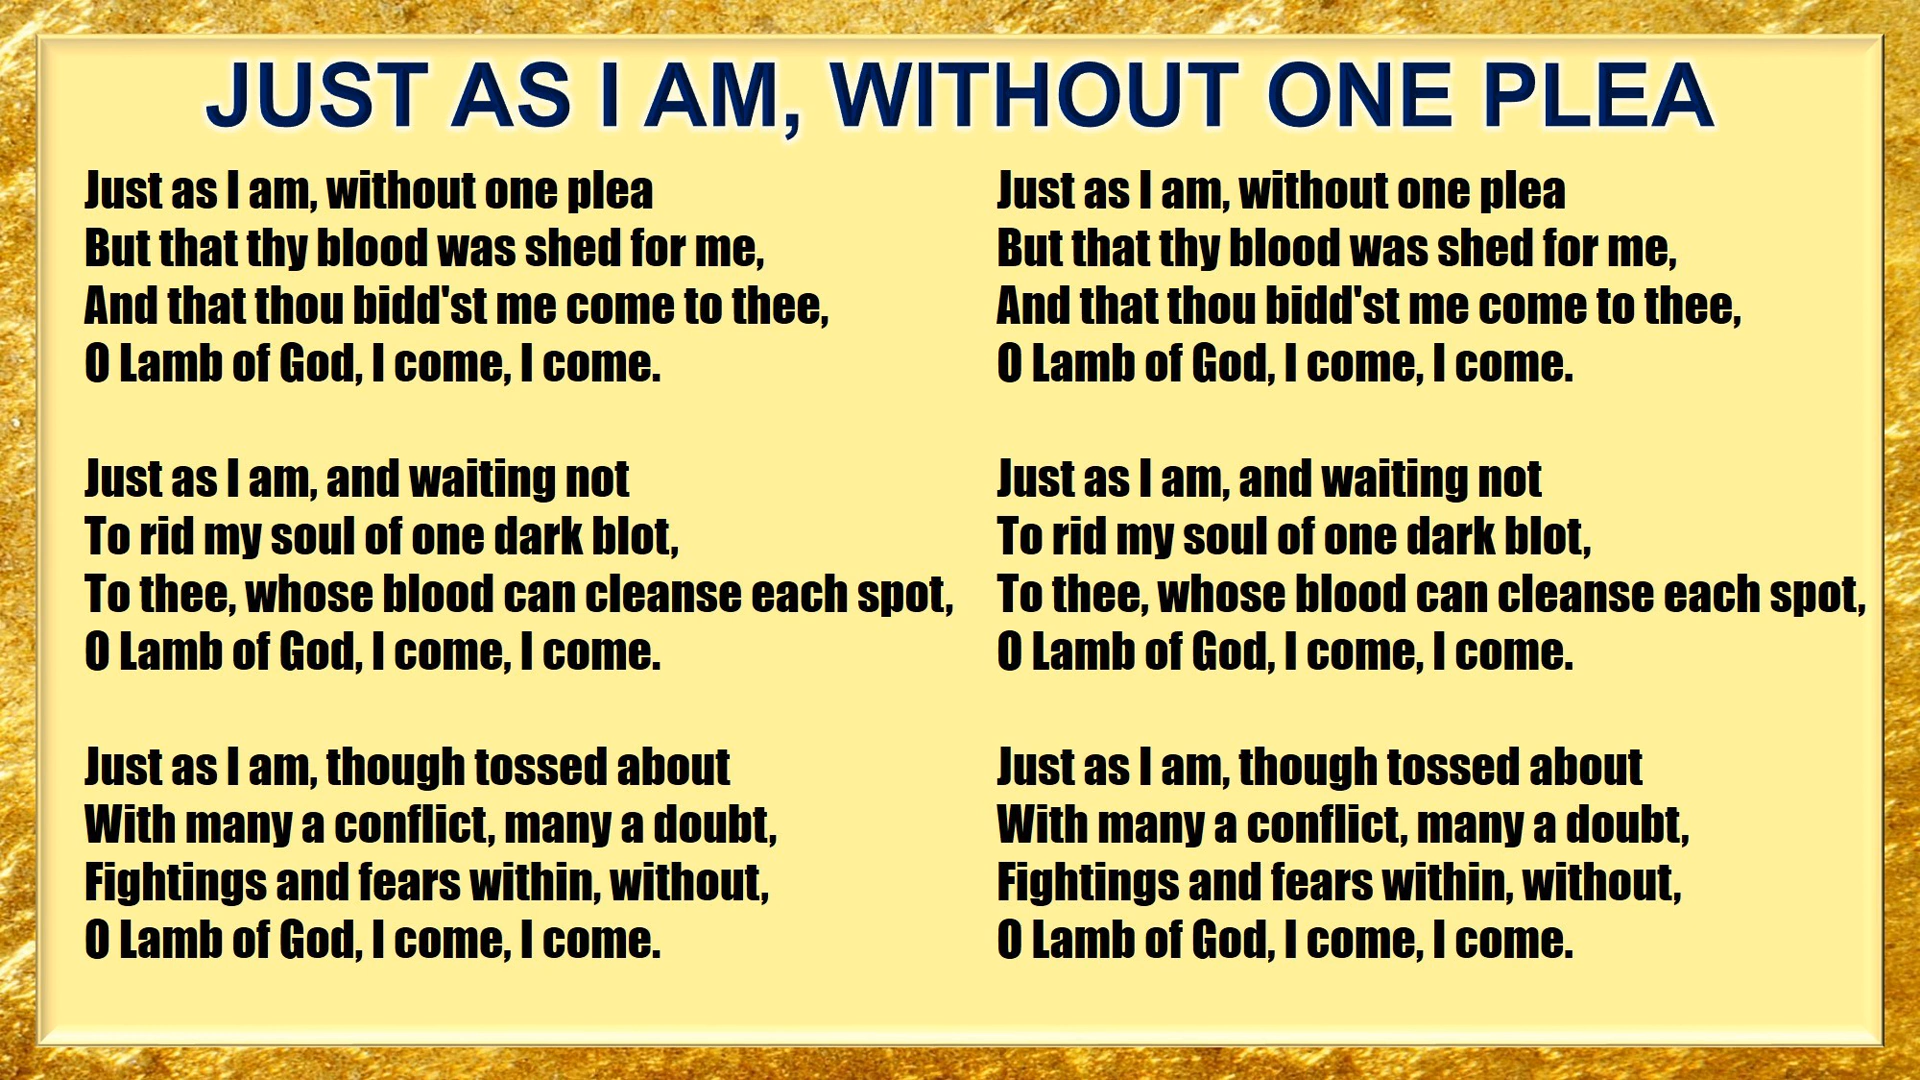 JUST AS I AM, WITHOUT ONE PLEA
Just as I am, without one plea
But that thy blood was shed for me,
And that thou bidd'st me come to thee,
O Lamb of God, I come, I come.
Just as I am, and waiting not
To rid my soul of one dark blot,
To thee, whose blood can cleanse each spot,
O Lamb of God, I come, I come.
Just as I am, though tossed about
With many a conflict, many a doubt,
Fightings and fears within, without,
O Lamb of God, I come, I come.
Just as I am, without one plea
But that thy blood was shed for me,
And that thou bidd'st me come to thee,
O Lamb of God, I come, I come.
Just as I am, and waiting not
To rid my soul of one dark blot,
To thee, whose blood can cleanse each spot,
O Lamb of God, I come, I come.
Just as I am, though tossed about
With many a conflict, many a doubt,
Fightings and fears within, without,
O Lamb of God, I come, I come.